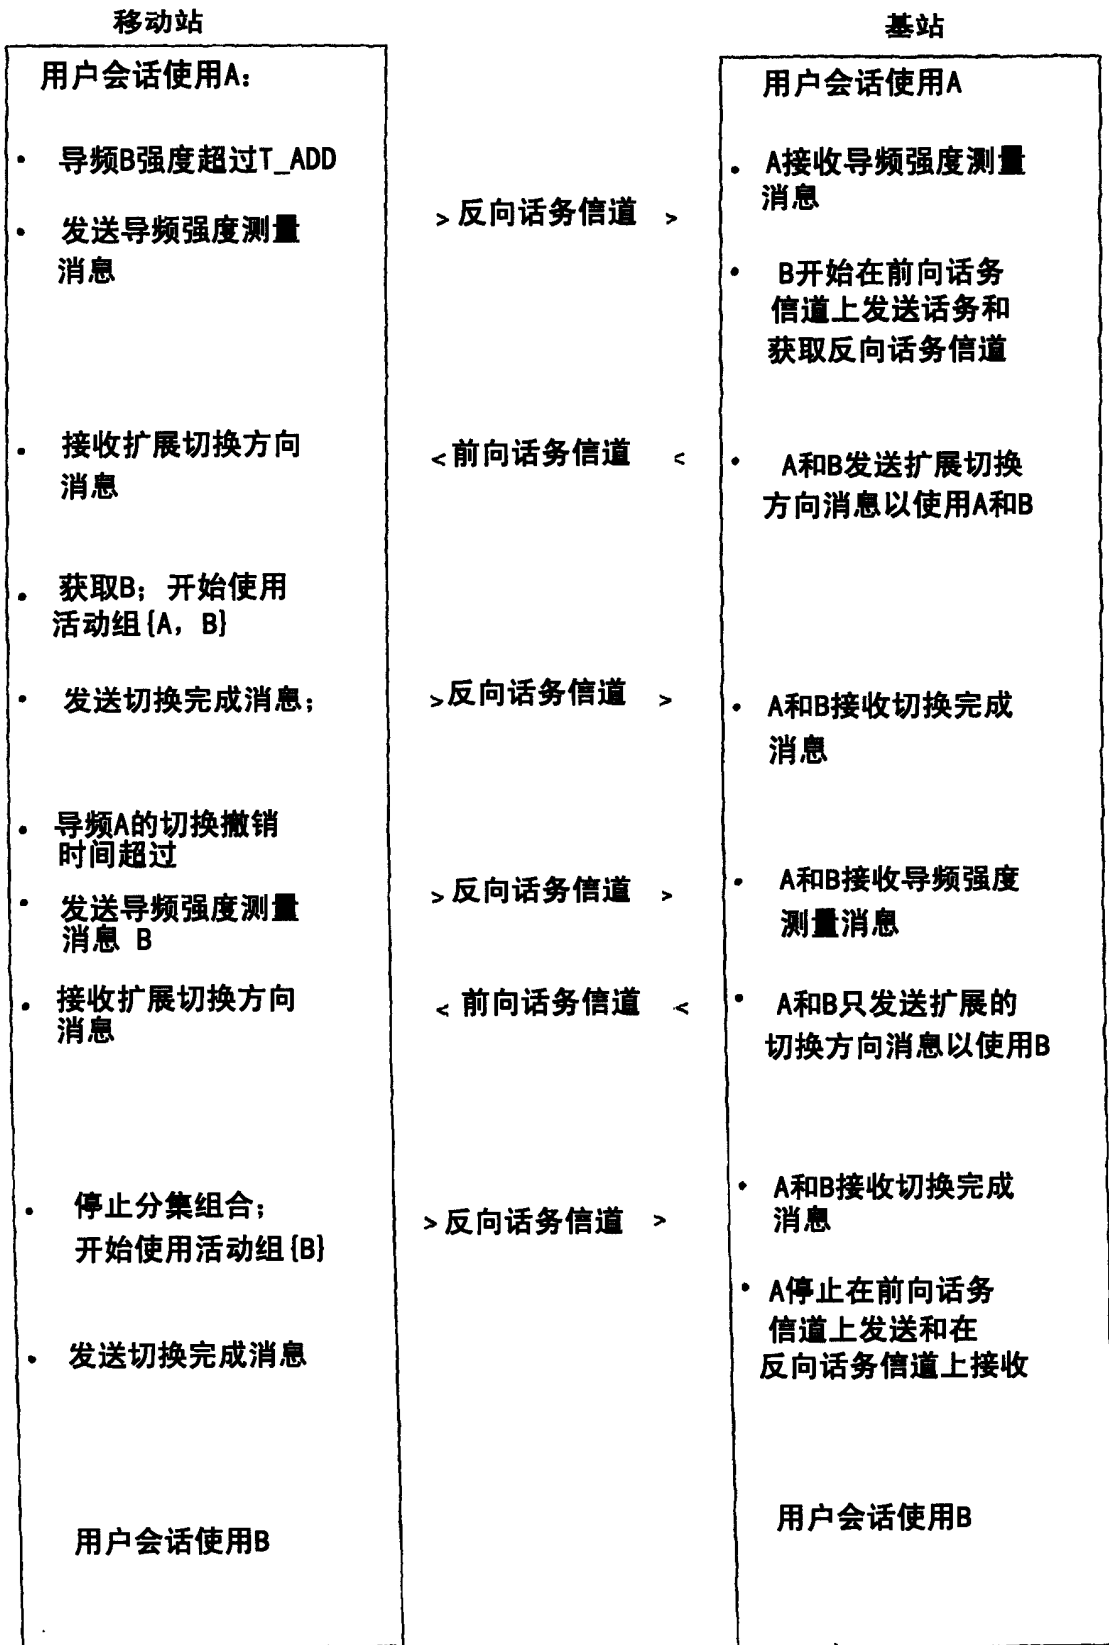 移动站
用户会话使用A:
• 导频B强度超过T_ADD
• 发送导频强度测量
消息
• 接收扩展切换方向
消息
• 获取B; 开始使用
活动组{A, B}
• 发送切换完成消息;
• 导频A的切换撤销
时间超过
• 发送导频强度测量
消息 B
• 接收扩展切换方向
消息
• 停止分集组合;
开始使用活动组{B}
• 发送切换完成消息
用户会话使用B
> 反向话务信道 >
< 前向话务信道 <
> 反向话务信道 >
> 反向话务信道 >
< 前向话务信道 <
> 反向话务信道 >
基站
用户会话使用A
• A接收导频强度测量
消息
• B开始在前向话务
信道上发送话务和
获取反向话务信道
• A和B发送扩展切换
方向消息以使用A和B
• A和B接收切换完成
消息
• A和B接收导频强度
测量消息
• A和B只发送扩展的
切换方向消息以使用B
• A和B接收切换完成
消息
• A停止在前向话务
信道上发送和在
反向话务信道上接收
用户会话使用B